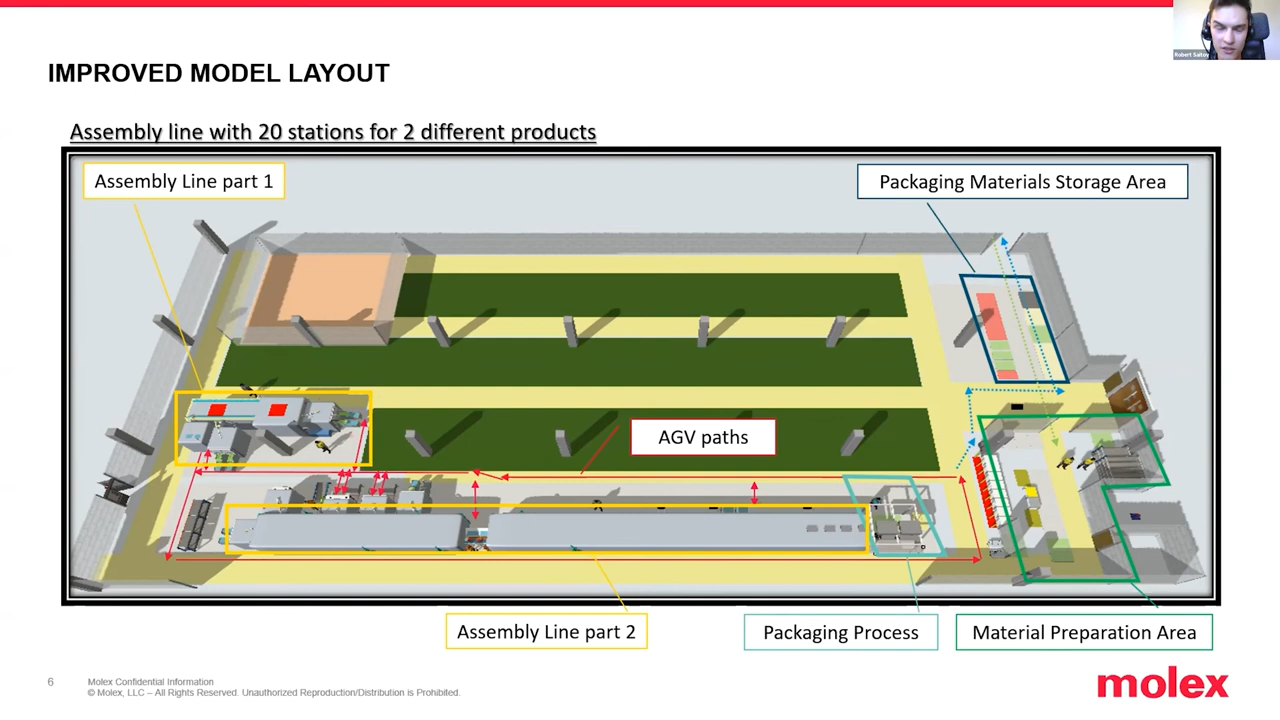 Robert Saitov
IMPROVED MODEL LAYOUT
Assembly line with 20 stations for 2 different products
Assembly Line part 1
Packaging Materials Storage Area
AGV paths
Assembly Line part 2
Packaging Process
Material Preparation Area
6
Molex Confidential Information
© Molex, LLC – All Rights Reserved. Unauthorized Reproduction/Distribution is Prohibited.
molex